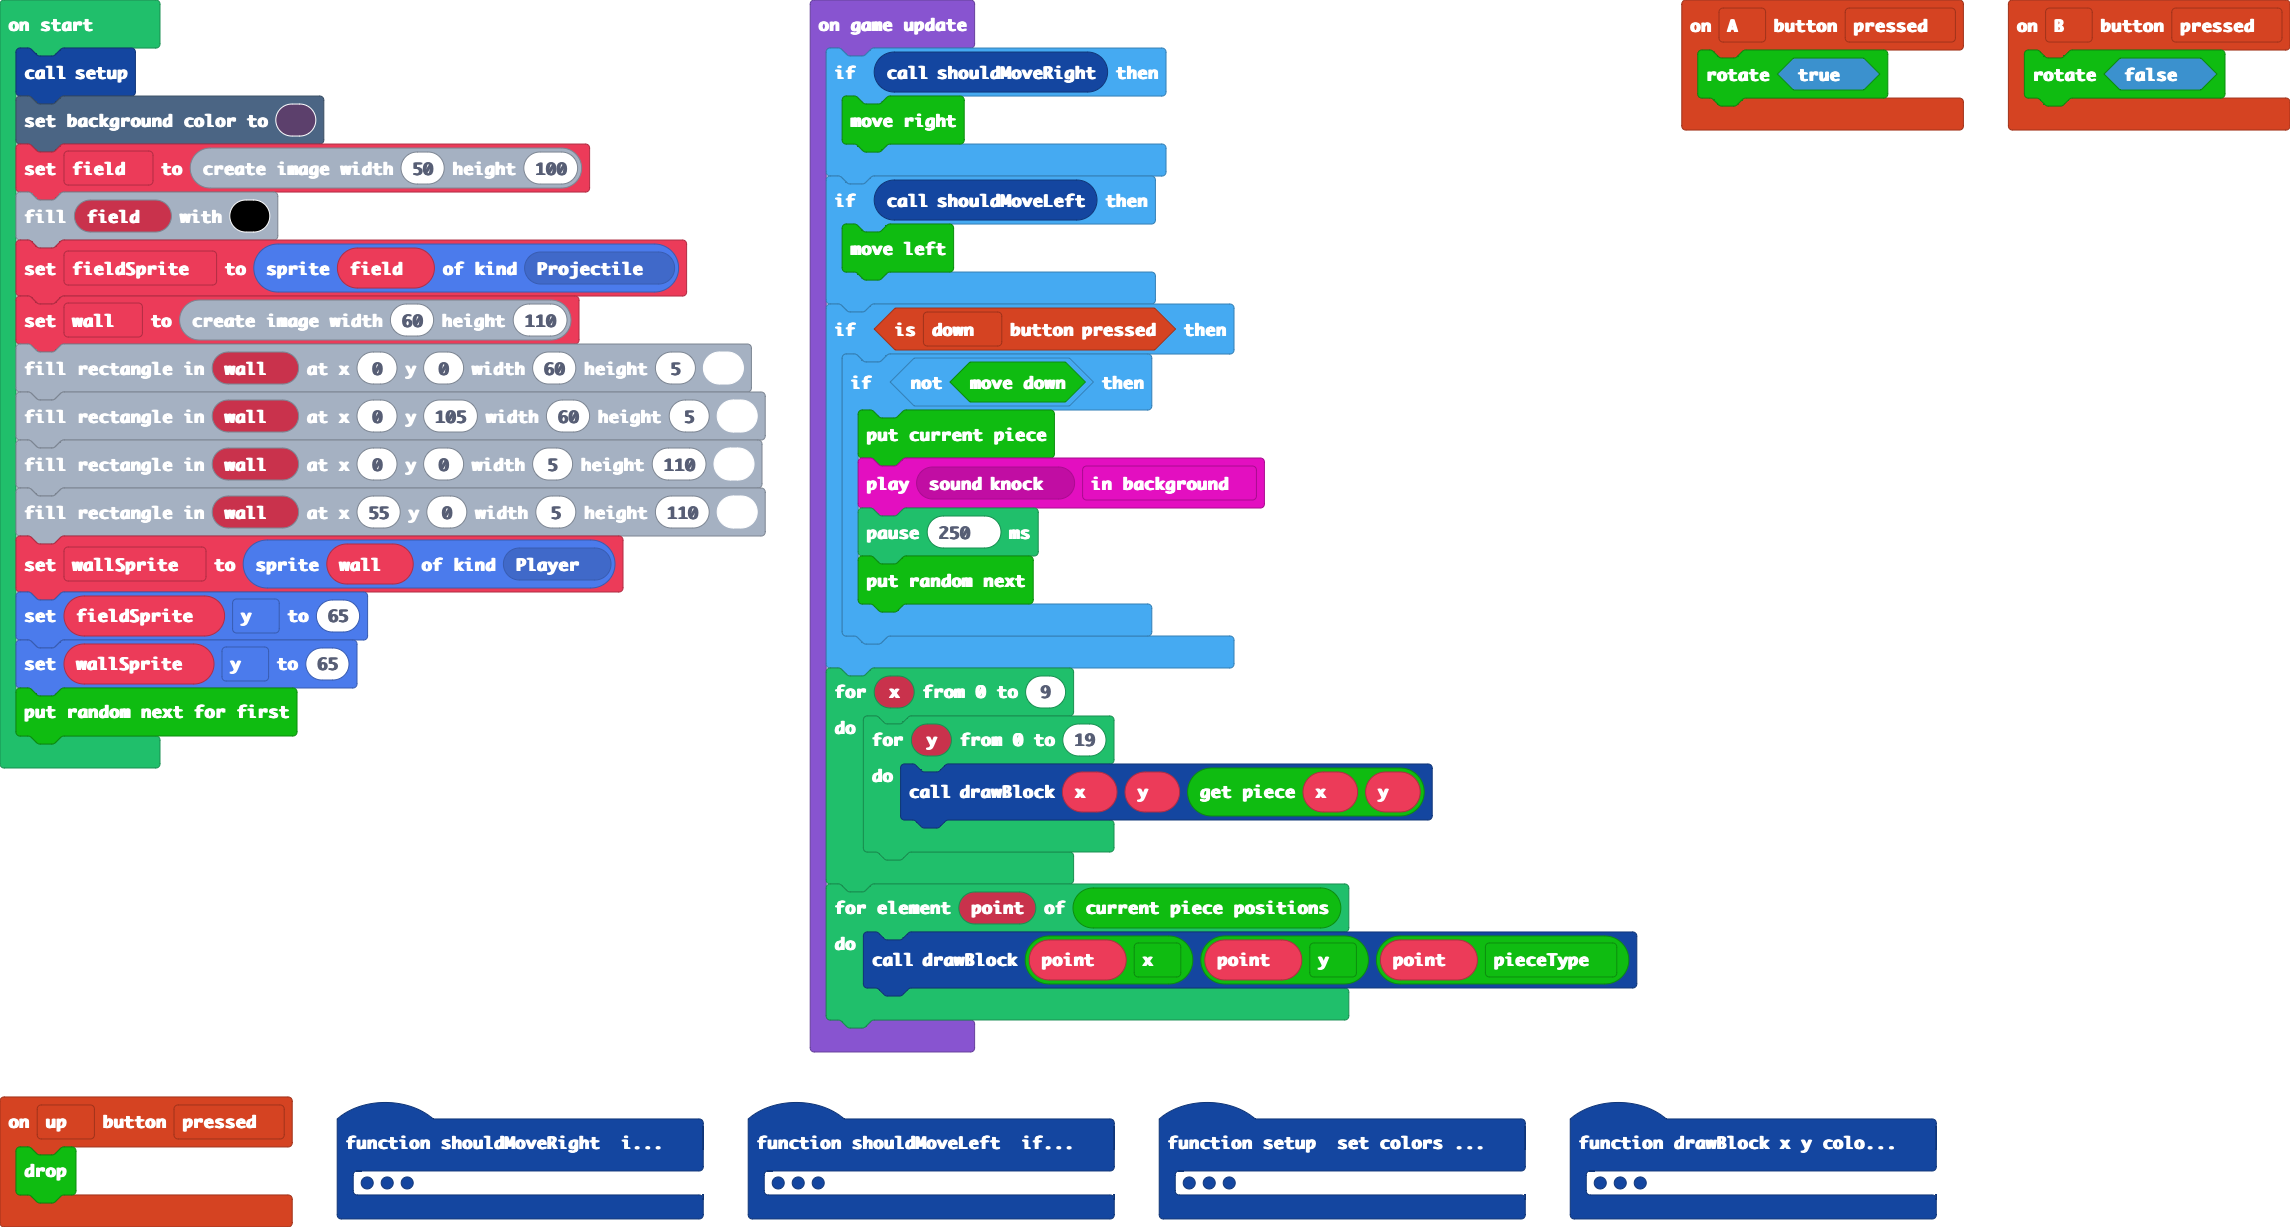 on start
call setup
set background color to
set field to create image width 50 height 100
fill field with
set fieldSprite to sprite field of kind Projectile
set wall to create image width 60 height 110
fill rectangle in wall at x 0 y 0 width 60 height 5
fill rectangle in wall at x 0 y 105 width 60 height 5
fill rectangle in wall at x 0 y 0 width 5 height 110
fill rectangle in wall at x 55 y 0 width 5 height 110
set wallSprite to sprite wall of kind Player
set fieldSprite y to 65
set wallSprite y to 65
put random next for first
on game update
if call shouldMoveRight then
move right
if call shouldMoveLeft then
move left
if is down button pressed then
if not move down then
put current piece
play sound knock in background
pause 250 ms
put random next
for x from 0 to 9
do
for y from 0 to 19
do
call drawBlock x y get piece x y
for element point of current piece positions
do
call drawBlock point x point y point pieceType
on A button pressed
rotate true
on B button pressed
rotate false
on up button pressed
drop
function shouldMoveRight i...
function shouldMoveLeft if...
function setup set colors ...
function drawBlock x y colo...